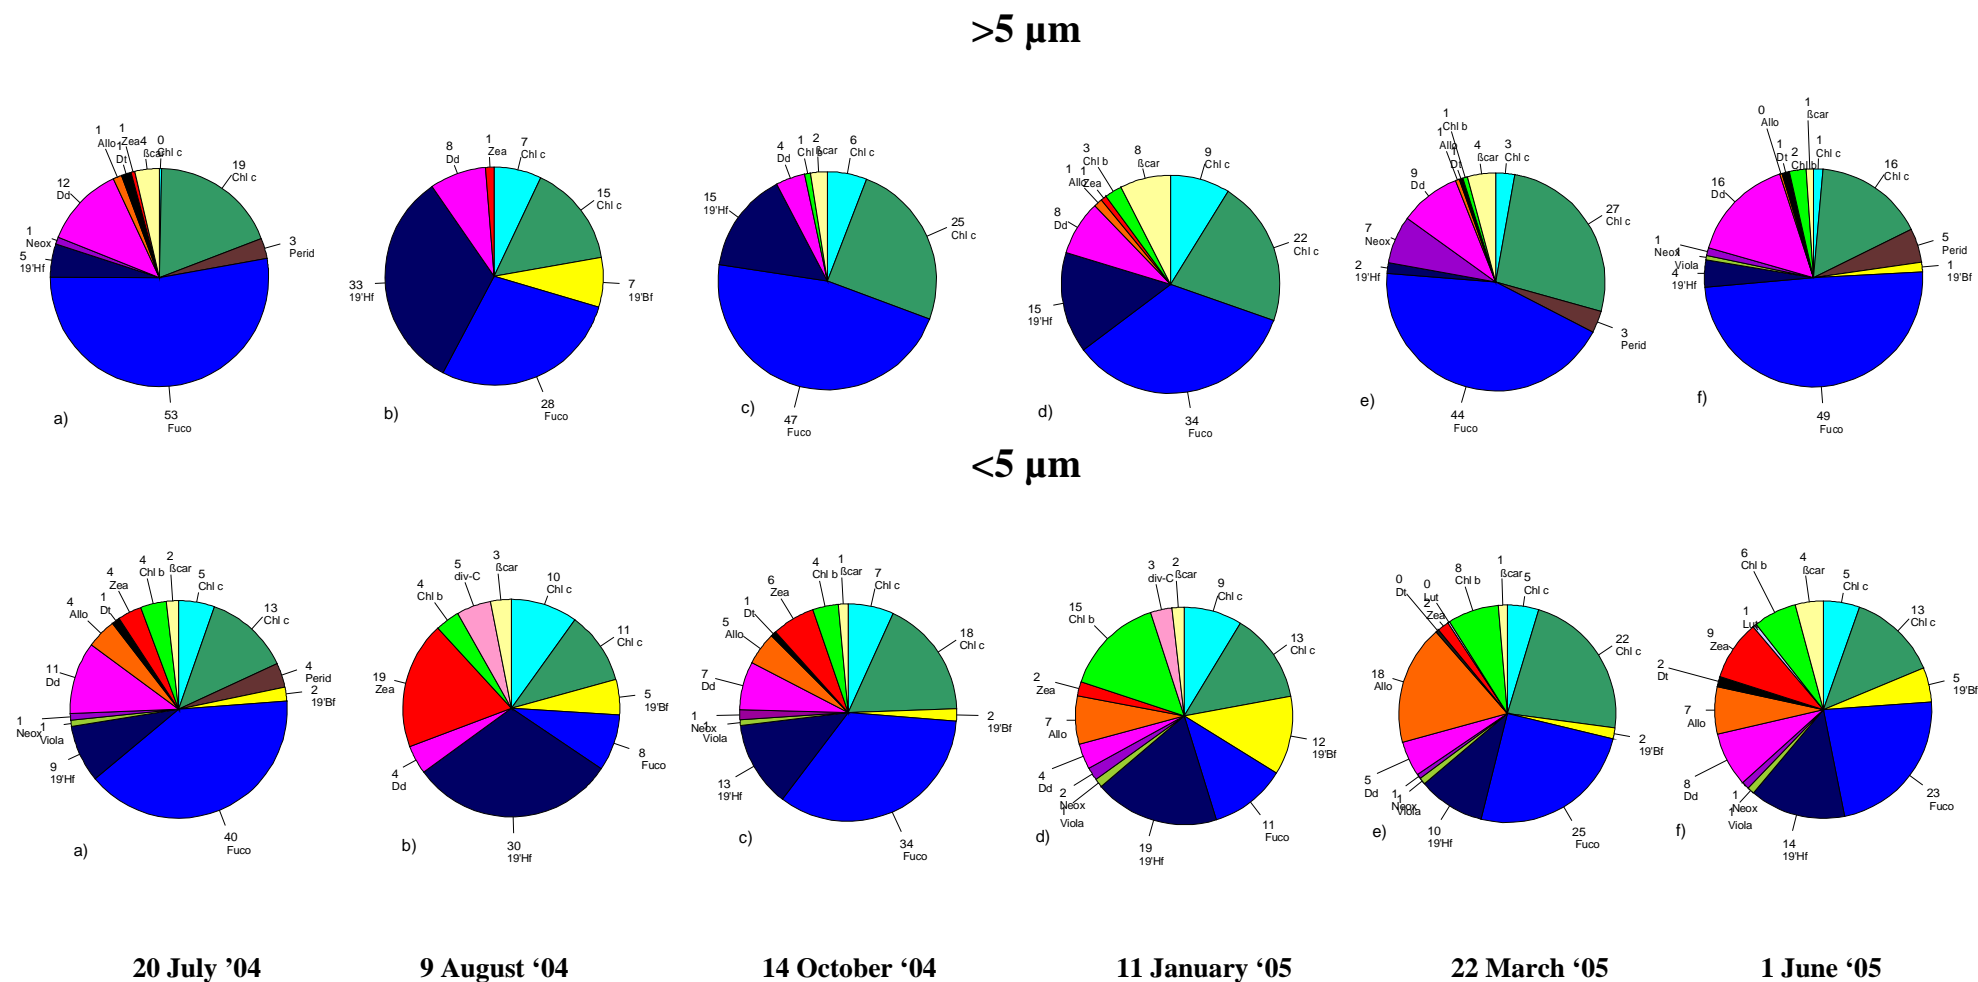 >5 µm
1
Allo
1
Dt
1
Zea
4
ßcar
0
Chl c
19
Chl c
3
Perid
53
Fuco
5
19'Hf
1
Neox
12
Dd
a)
8
Dd
1
Zea
7
Chl c
15
Chl c
7
19'Bf
28
Fuco
33
19'Hf
b)
4
Dd
1
Chl b
2
ßcar
6
Chl c
25
Chl c
47
Fuco
15
19'Hf
c)
8
Dd
1
Allo
1
Zea
3
Chl b
8
ßcar
9
Chl c
22
Chl c
34
Fuco
15
19'Hf
d)
9
Dd
1
Allo
1
Dt
1
Chl b
4
ßcar
3
Chl c
27
Chl c
3
Perid
44
Fuco
2
19'Hf
7
Neox
e)
16
Dd
0
Allo
1
Dt
2
Chl b
1
ßcar
1
Chl c
16
Chl c
5
Perid
1
19'Bf
49
Fuco
4
19'Hf
1
Viola
1
Neox
f)
<5 µm
11
Dd
4
Allo
1
Dt
4
Zea
4
Chl b
2
ßcar
5
Chl c
13
Chl c
4
Perid
2
19'Bf
40
Fuco
9
19'Hf
1
Viola
1
Neox
a)
4
Dd
19
Zea
4
Chl b
5
div-C
3
ßcar
10
Chl c
11
Chl c
5
19'Bf
8
Fuco
30
19'Hf
b)
7
Dd
5
Allo
1
Dt
6
Zea
4
Chl b
1
ßcar
7
Chl c
18
Chl c
2
19'Bf
34
Fuco
13
19'Hf
1
Viola
1
Neox
c)
4
Dd
7
Allo
2
Zea
15
Chl b
3
div-C
2
ßcar
9
Chl c
13
Chl c
12
19'Bf
11
Fuco
19
19'Hf
1
Viola
2
Neox
d)
5
Dd
18
Allo
0
Dt
2
Zea
0
Lut
8
Chl b
1
ßcar
5
Chl c
22
Chl c
2
19'Bf
25
Fuco
10
19'Hf
1
Viola
1
Neox
e)
8
Dd
7
Allo
2
Dt
9
Zea
1
Lut
6
Chl b
4
ßcar
5
Chl c
13
Chl c
5
19'Bf
23
Fuco
14
19'Hf
1
Viola
1
Neox
f)
20 July ’04
9 August ‘04
14 October ‘04
11 January ‘05
22 March ‘05
1 June ‘05